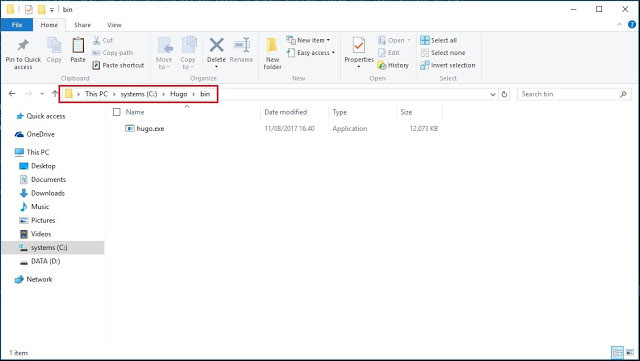 bin
File
Home
Share
View
Pin to Quick access
Copy
Paste
Cut
Copy path
Paste shortcut
Clipboard
Move to
Copy to
Delete
Rename
Organize
New folder
New item
Easy access
New
Properties
Open
Edit
History
Open
Select all
Select none
Invert selection
Select
This PC > systems (C:) > Hugo > bin
Search bin
Name
Date modified
Type
Size
hugo.exe
11/08/2017 16.40
Application
12.073 KB
Quick access
OneDrive
This PC
Desktop
Documents
Downloads
Music
Pictures
Videos
systems (C:)
DATA (D:)
Network
1 item